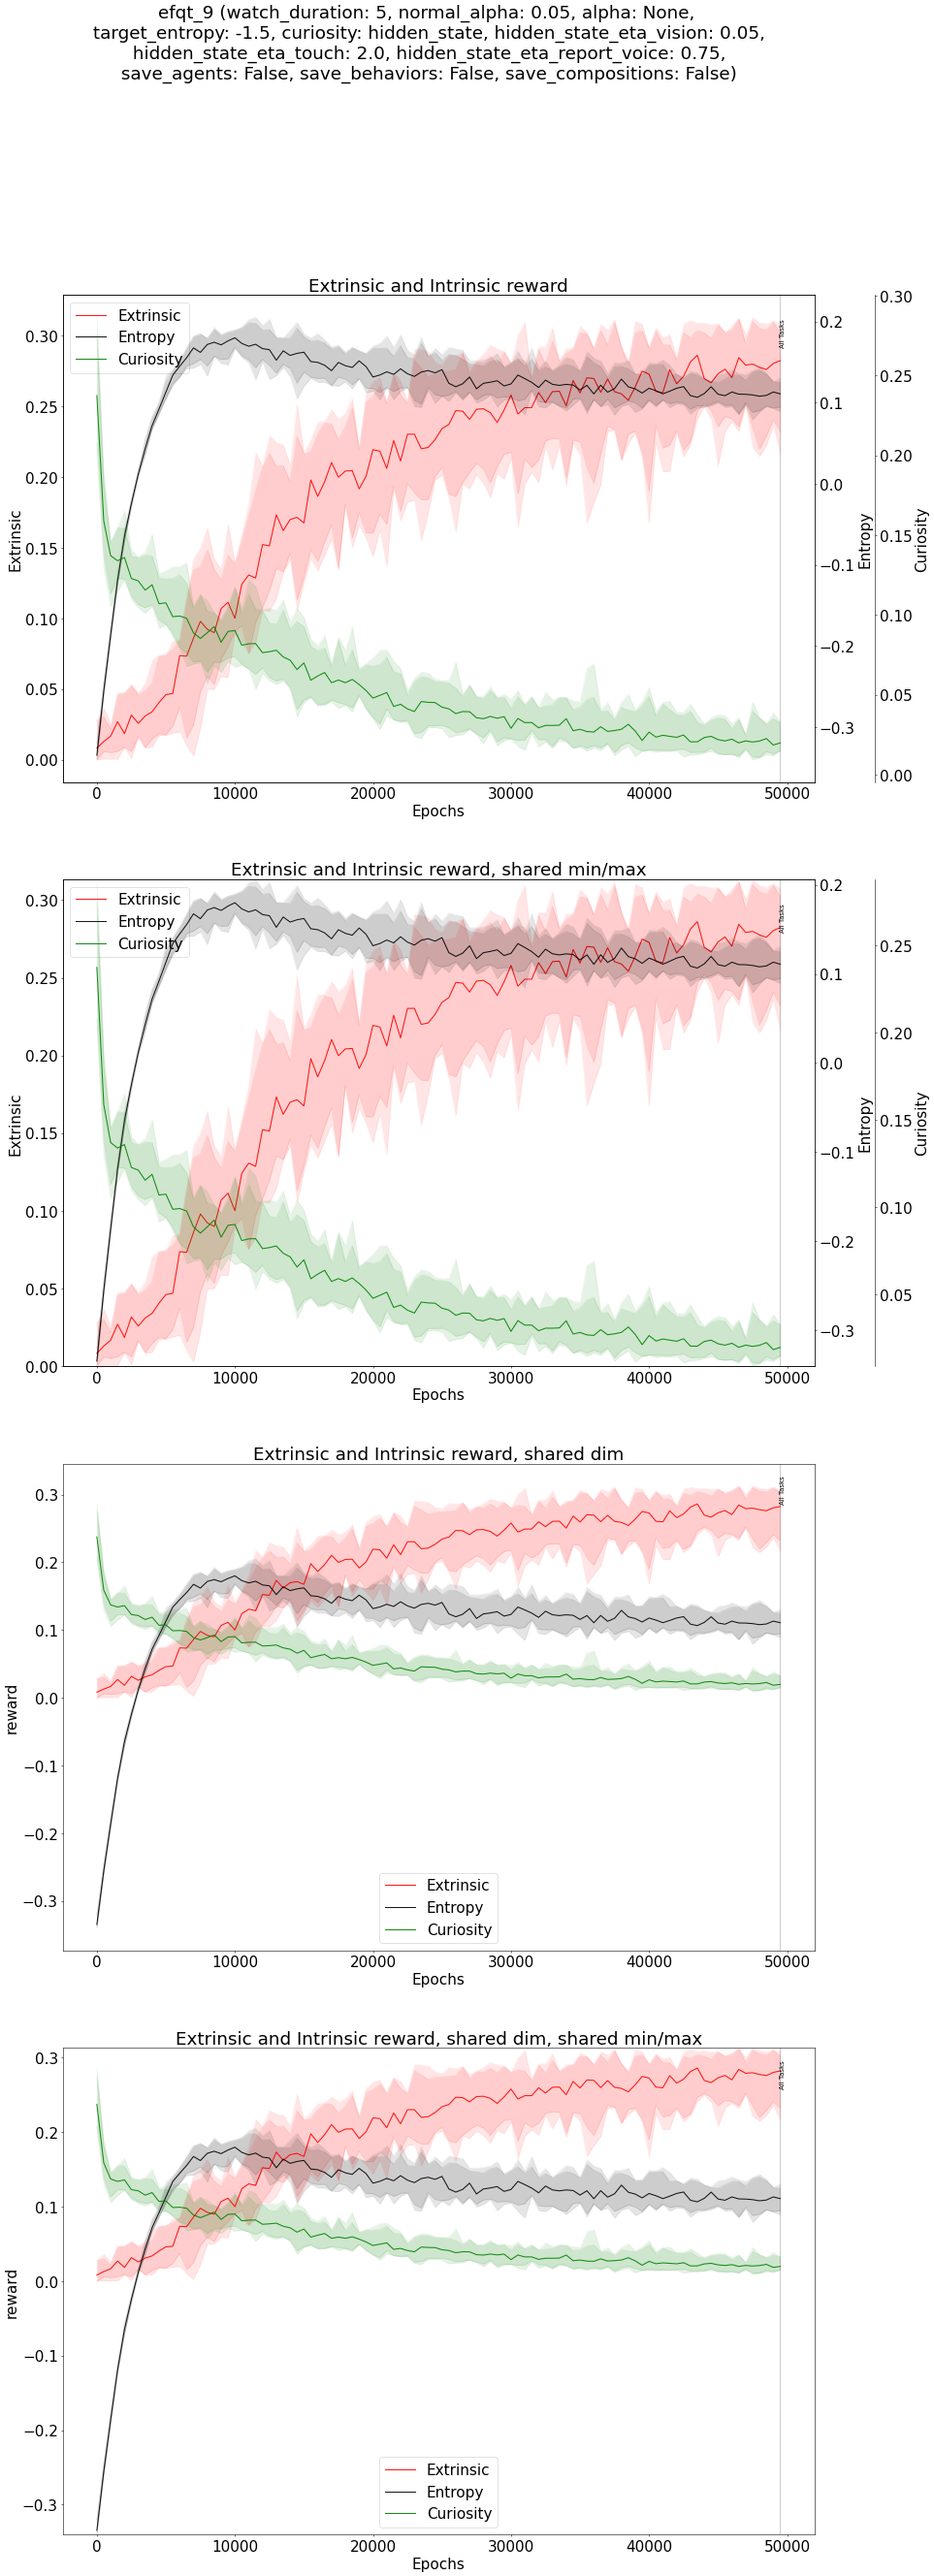 efqt_9 (watch_duration: 5, normal_alpha: 0.05, alpha: None,
target_entropy: -1.5, curiosity: hidden_state, hidden_state_eta_vision: 0.05,
hidden_state_eta_touch: 2.0, hidden_state_eta_report_voice: 0.75,
save_agents: False, save_behaviors: False, save_compositions: False)
Extrinsic and Intrinsic reward
Extrinsic
Entropy
Curiosity
All Tasks
0.30
0.25
0.20
0.15
0.10
0.05
0.00
Extrinsic
0.2
0.1
0.0
−0.1
−0.2
−0.3
Entropy
0.30
0.25
0.20
0.15
0.10
0.05
0.00
Curiosity
0 10000 20000 30000 40000 50000
Epochs
Extrinsic and Intrinsic reward, shared min/max
Extrinsic
Entropy
Curiosity
All Tasks
0.30
0.25
0.20
0.15
0.10
0.05
0.00
Extrinsic
0.2
0.1
0.0
−0.1
−0.2
−0.3
Entropy
0.25
0.20
0.15
0.10
0.05
Curiosity
0 10000 20000 30000 40000 50000
Epochs
Extrinsic and Intrinsic reward, shared dim
All Tasks
0.3
0.2
0.1
0.0
−0.1
−0.2
−0.3
reward
Extrinsic
Entropy
Curiosity
0 10000 20000 30000 40000 50000
Epochs
Extrinsic and Intrinsic reward, shared dim, shared min/max
All Tasks
0.3
0.2
0.1
0.0
−0.1
−0.2
−0.3
reward
Extrinsic
Entropy
Curiosity
0 10000 20000 30000 40000 50000
Epochs